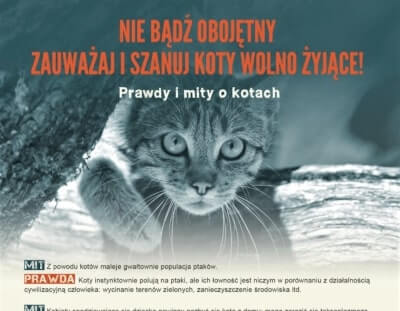 NIE BĄDŹ OBOJĘTNY
ZAUWAŻAJ I SZANUJ KOTY WOLNO ŻYJĄCE!
Prawdy i mity o kotach
MIT Z powodu kotów maleje gwałtownie populacja ptaków.
PRAWDA Koty instynktownie polują na ptaki, ale ich łowność jest niczym w porównaniu z działalnością
cywilizacyjną człowieka: wycinanie terenów zielonych, zanieczyszczenie środowiska itd.
MIT